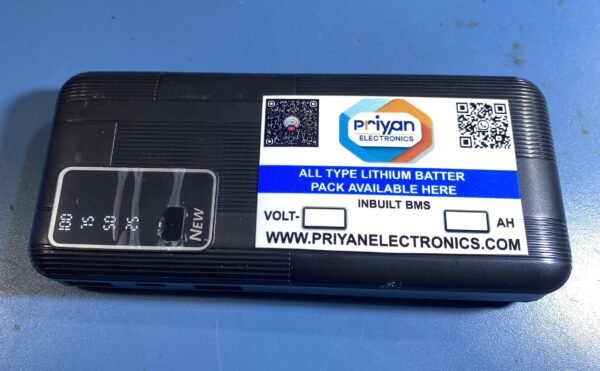 Priyan
ELECTRONICS
ALL TYPE LITHIUM BATTER
PACK AVAILABLE HERE
INBUILT BMS
VOLT-
AH
WWW.PRIYANELECTRONICS.COM
100
75
50
25
NEW